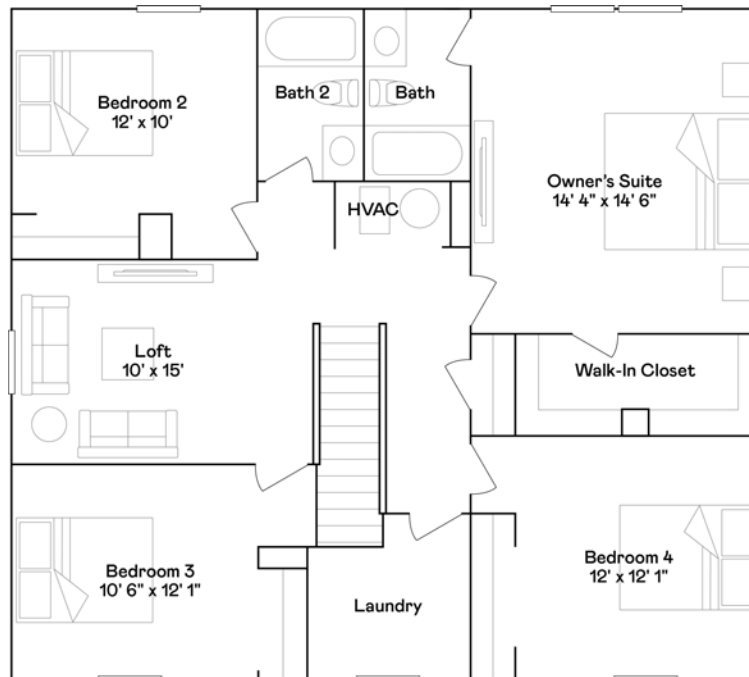 Bedroom 2
12' x 10'
Bath 2
Bath
Owner's Suite
14' 4" x 14' 6"
HVAC
Loft
10' x 15'
Walk-In Closet
Bedroom 3
10' 6" x 12' 1"
Laundry
Bedroom 4
12' x 12' 1"